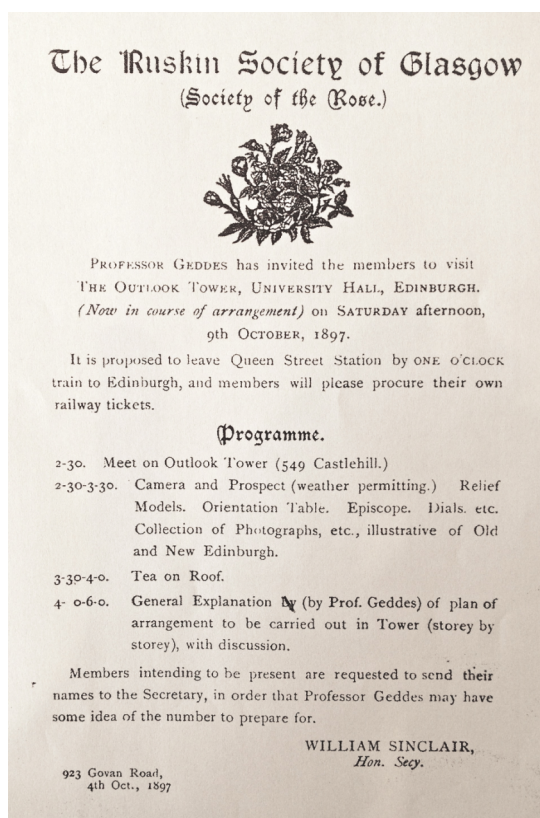 The Ruskin Society of Glasgow
(Society of the Rose.)
PROFESSOR GEDDES has invited the members to visit
THE OUTLOOK TOWER, UNIVERSITY HALL, EDINBURGH.
(Now in course of arrangement) on SATURDAY afternoon,
9th OCTOBER, 1897.
It is proposed to leave Queen Street Station by ONE O'CLOCK
train to Edinburgh, and members will please procure their own
railway tickets.
Programme.
2-30. Meet on Outlook Tower (549 Castlehill.)
2-30-3-30. Camera and Prospect (weather permitting.) Relief
Models. Orientation Table. Episcope. Dials. etc.
Collection of Photographs, etc., illustrative of Old
and New Edinburgh.
3-30-4-0. Tea on Roof.
4- 0-6-0. General Explanation (by Prof. Geddes) of plan of
arrangement to be carried out in Tower (storey by
storey), with discussion.
Members intending to be present are requested to send their
names to the Secretary, in order that Professor Geddes may have
some idea of the number to prepare for.
WILLIAM SINCLAIR,
Hon. Secy.
923 Govan Road,
4th Oct., 1897